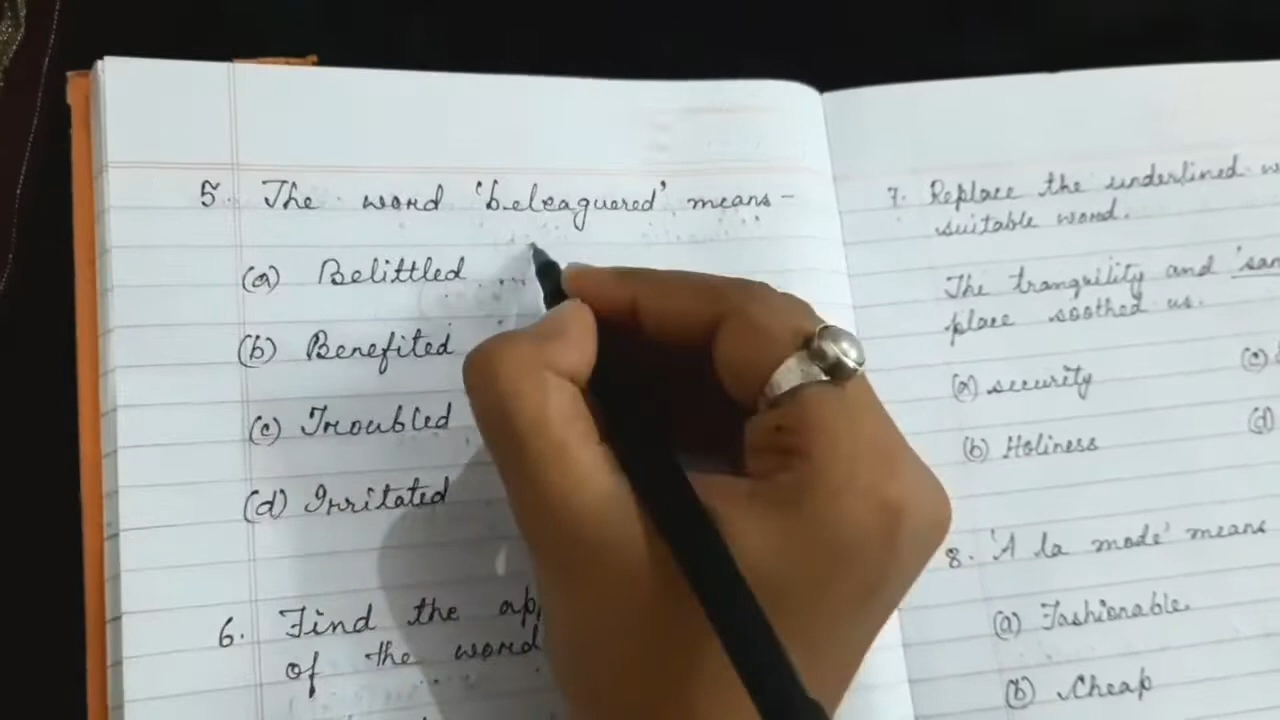 5. The word 'beleaguered' means -
(a) Belittled
(b) Benefited
(c) Troubled
(d) Irritated
6. Find the
of the word
7. Replace the underlined
suitable word.
The tranquility and
place soothed us.
(a) security
(c)
(b) Holiness
(d)
8. 'A la mode' means
(a) Fashionable.
(b) Cheap